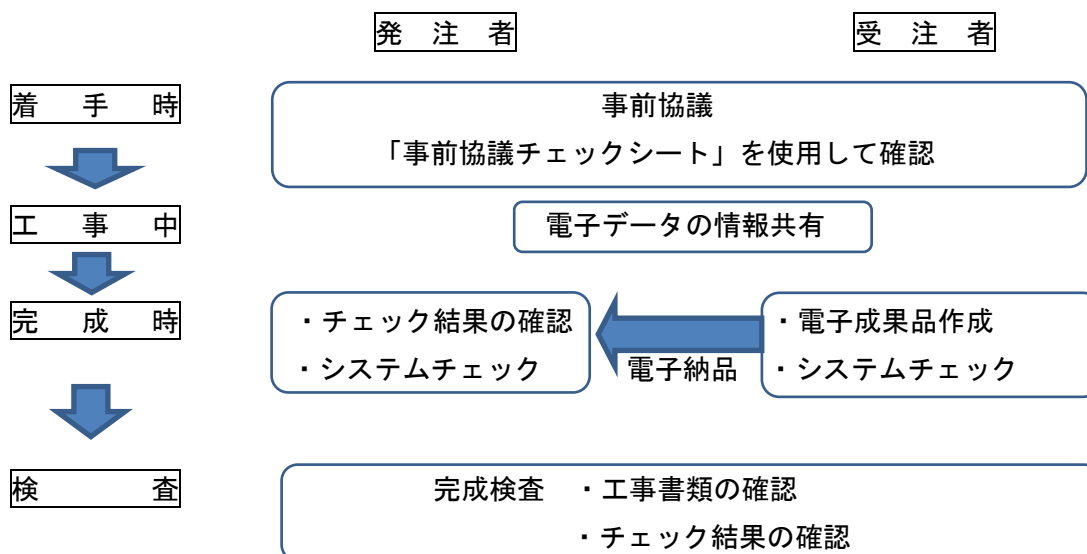 発 注 者
受 注 者
着 手 時
事前協議
「事前協議チェックシート」を使用して確認
工 事 中
電子データの情報共有
完 成 時
・チェック結果の確認
・システムチェック
電子納品
・電子成果品作成
・システムチェック
検 査
完成検査 ・工事書類の確認
・チェック結果の確認